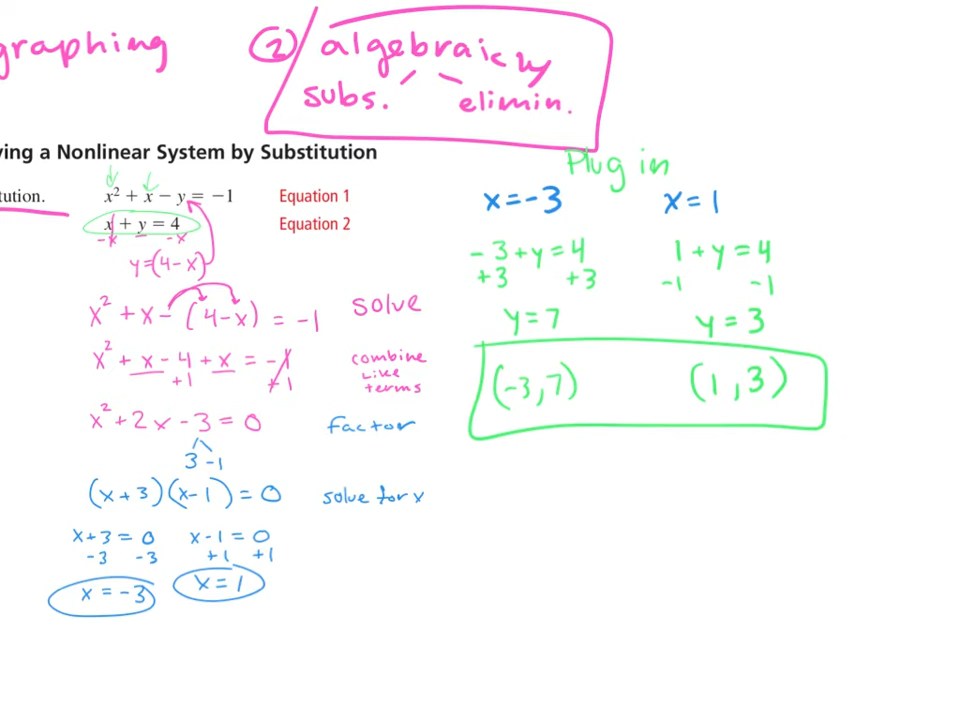 graphing
② algebraically
subs. elimin.
ving a Nonlinear System by Substitution
tution. x² + x − y = −1 Equation 1
x + y = 4 Equation 2
-x -x
y=(4-x)
x² + x - (4-x) = -1 solve
x² + x - 4 + x = -1 combine like terms
+1 +1
x² + 2x - 3 = 0 factor
3 -1
(x+3)(x-1) = 0 solve for x
x+3 = 0 x-1 = 0
-3 -3 +1 +1
x = -3 x = 1
Plug in
x=-3 x=1
-3+y=4 1+y=4
+3 +3 -1 -1
y=7 y=3
(-3,7) (1,3)